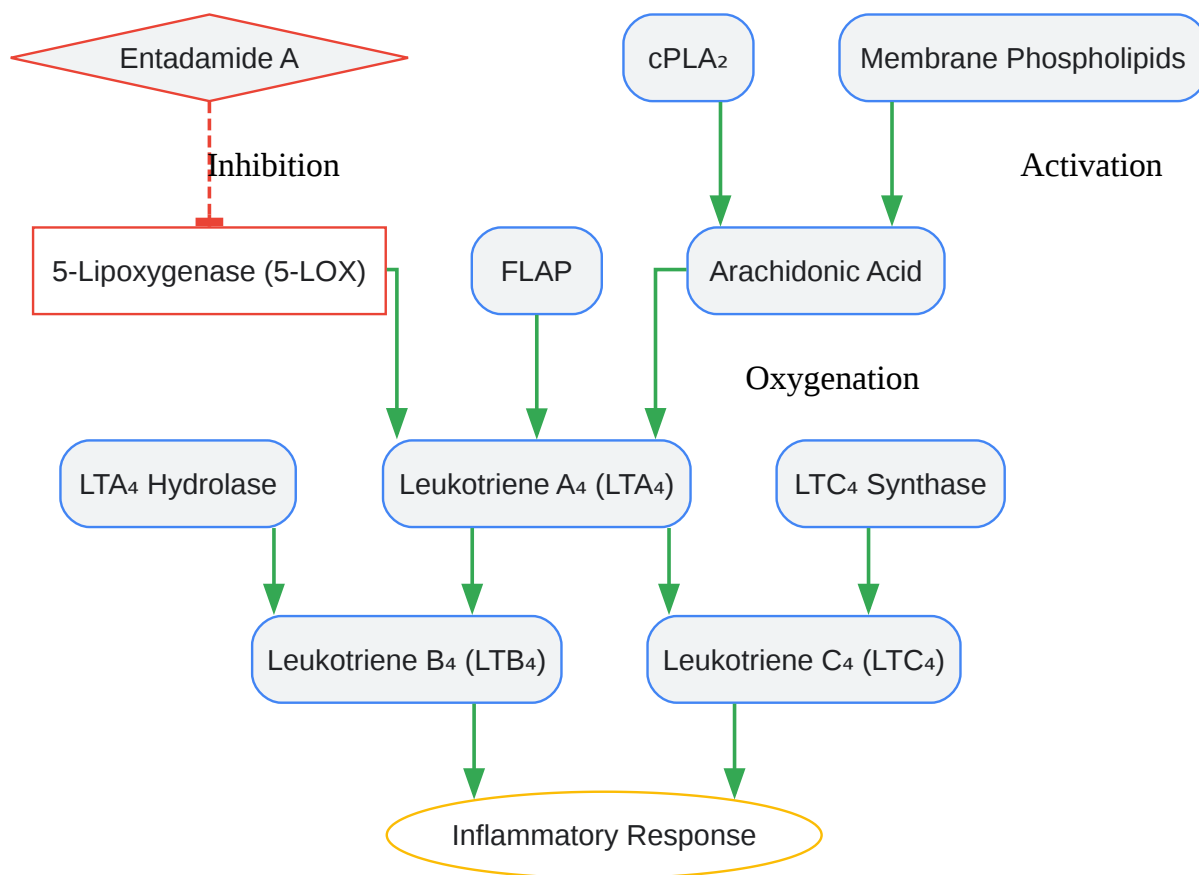 Entadamide A
cPLA₂
Membrane Phospholipids
Inhibition
Activation
5-Lipoxygenase (5-LOX)
FLAP
Arachidonic Acid
Oxygenation
LTA₄ Hydrolase
Leukotriene A₄ (LTA₄)
LTC₄ Synthase
Leukotriene B₄ (LTB₄)
Leukotriene C₄ (LTC₄)
Inflammatory Response